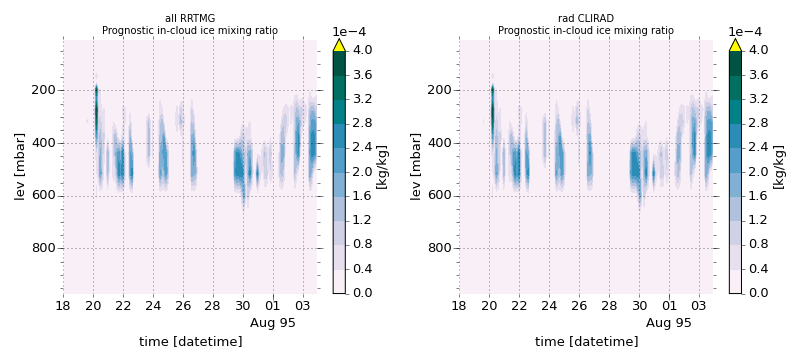 all RRTMG
Prognostic in-cloud ice mixing ratio
1e−4
4.0
3.6
3.2
2.8
2.4
2.0
1.6
1.2
0.8
0.4
0.0
[kg/kg]
lev [mbar]
200
400
600
800
18 20 22 24 26 28 30 01 03
Aug 95
time [datetime]
rad CLIRAD
Prognostic in-cloud ice mixing ratio
1e−4
4.0
3.6
3.2
2.8
2.4
2.0
1.6
1.2
0.8
0.4
0.0
[kg/kg]
lev [mbar]
200
400
600
800
18 20 22 24 26 28 30 01 03
Aug 95
time [datetime]